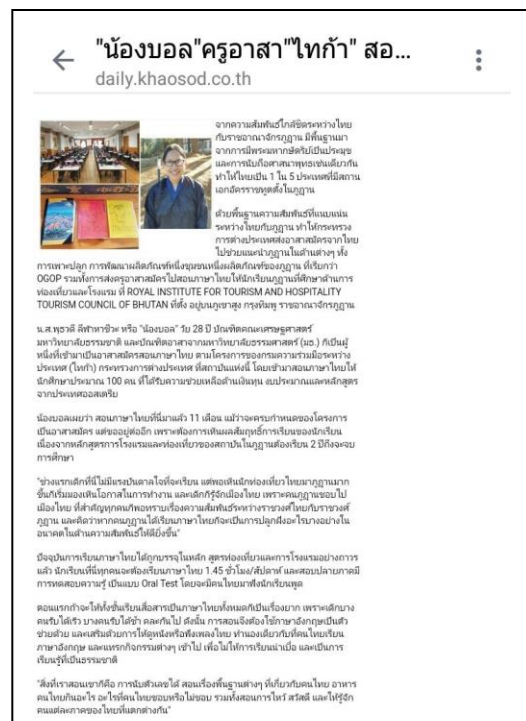 "น้องบอล"ครูอาสา"ไทก้า" สอ...
daily.khaosod.co.th
จากความสัมพันธ์ใกล้ชิดระหว่างไทย
กับราชอาณาจักรภูฏาน มีพื้นฐานมา
จากการมีพระมหากษัตริย์เป็นประมุข
และการนับถือศาสนาพุทธเช่นเดียวกัน
ทำให้ไทยเป็น 1 ใน 5 ประเทศที่มีสถาน
เอกอัครราชทูตตั้งในภูฏาน
ด้วยพื้นฐานความสัมพันธ์ที่แนบแน่น
ระหว่างไทยกับภูฏาน ทำให้กระทรวง
การต่างประเทศส่งอาสาสมัครจากไทย
ไปช่วยแนะนำภูฏานในด้านต่างๆ ทั้ง
การเพาะปลูก การพัฒนาผลิตภัณฑ์หนึ่งชุมชนหนึ่งผลิตภัณฑ์ของภูฏาน ที่เรียกว่า
OGOP รวมทั้งการส่งครูอาสาสมัครไปสอนภาษาไทยให้นักเรียนภูฏานที่ศึกษาด้านการ
ท่องเที่ยวและโรงแรม ที่ ROYAL INSTITUTE FOR TOURISM AND HOSPITALITY
TOURISM COUNCIL OF BHUTAN ที่ตั้ง อยู่บนภูเขาสูง กรุงทิมพู ราชอาณาจักรภูฏาน
น.ส.พุธวดี ลีฬาหาชีวะ หรือ "น้องบอล" วัย 28 ปี บัณฑิตคณะเศรษฐศาสตร์
มหาวิทยาลัยธรรมชาติ และบัณฑิตอาสาจากมหาวิทยาลัยธรรมศาสตร์ (มธ.) ก็เป็นผู้
หนึ่งที่เข้ามาเป็นอาสาสมัครสอนภาษาไทย ตามโครงการของกรมความร่วมมือระหว่าง
ประเทศ (ไทก้า) กระทรวงการต่างประเทศ ที่สถาบันแห่งนี้ โดยเข้ามาสอนภาษาไทยให้
นักศึกษาประมาณ 100 คน ที่ได้รับความช่วยเหลือด้านเงินทุน งบประมาณและหลักสูตร
จากประเทศออสเตรีย
น้องบอลเผยว่า สอนภาษาไทยที่นี่มาแล้ว 11 เดือน แม้ว่าจะครบกำหนดของโครงการ
เป็นอาสาสมัคร แต่ขออยู่ต่ออีก เพราะต้องการเห็นผลสัมฤทธิ์การเรียนของนักเรียน
เนื่องจากหลักสูตรการโรงแรมและท่องเที่ยวของสถาบันในภูฏานต้องเรียน 2 ปีถึงจะจบ
การศึกษา
"ช่วงแรกเด็กที่นี่ไม่มีแรงบันดาลใจที่จะเรียน แต่พอเห็นนักท่องเที่ยวไทยมาภูฏานมาก
ขึ้นก็เริ่มมองเห็นโอกาสในการทำงาน และเด็กก็รู้จักเมืองไทย เพราะคนภูฏานชอบไป
เมืองไทย ที่สำคัญทุกคนก็พอทราบเรื่องความสัมพันธ์ระหว่างราชวงศ์ไทยกับราชวงศ์
ภูฏาน และคิดว่าหากคนภูฏานได้เรียนภาษาไทยก็จะเป็นการปลูกฝังอะไรบางอย่างใน
อนาคตในด้านความสัมพันธ์ให้ดียิ่งขึ้น"
ปัจจุบันการเรียนภาษาไทยได้ถูกบรรจุในหลัก สูตรท่องเที่ยวและการโรงแรมอย่างถาวร
แล้ว นักเรียนที่นี่ทุกคนจะต้องเรียนภาษาไทย 1.45 ชั่วโมง/สัปดาห์ และสอบปลายภาคมี
การทดสอบความรู้ เป็นแบบ Oral Test โดยจะมีคนไทยมาฟังนักเรียนพูด
ตอนแรกถ้าจะให้ทั้งชั้นเรียนสื่อสารเป็นภาษาไทยทั้งหมดก็เป็นเรื่องยาก เพราะเด็กบาง
คนรับได้เร็ว บางคนรับได้ช้า คละกันไป ดังนั้น การสอนจึงต้องใช้ภาษาอังกฤษเป็นตัว
ช่วยด้วย และเสริมด้วยการให้ดูหนังหรือฟังเพลงไทย ทำนองเดียวกับที่คนไทยเรียน
ภาษาอังกฤษ และแทรกกิจกรรมต่างๆ เข้าไป เพื่อไม่ให้การเรียนน่าเบื่อ และเป็นการ
เรียนรู้ที่เป็นธรรมชาติ
"สิ่งที่เราสอนเขาก็คือ การนับตัวเลขได้ สอนเรื่องพื้นฐานต่างๆ ที่เกี่ยวกับคนไทย อาหาร
คนไทยกินอะไร อะไรที่คนไทยชอบหรือไม่ชอบ รวมทั้งสอนการไหว้ สวัสดี และให้รู้จัก
คนแต่ละภาคของไทยที่แตกต่างกัน"